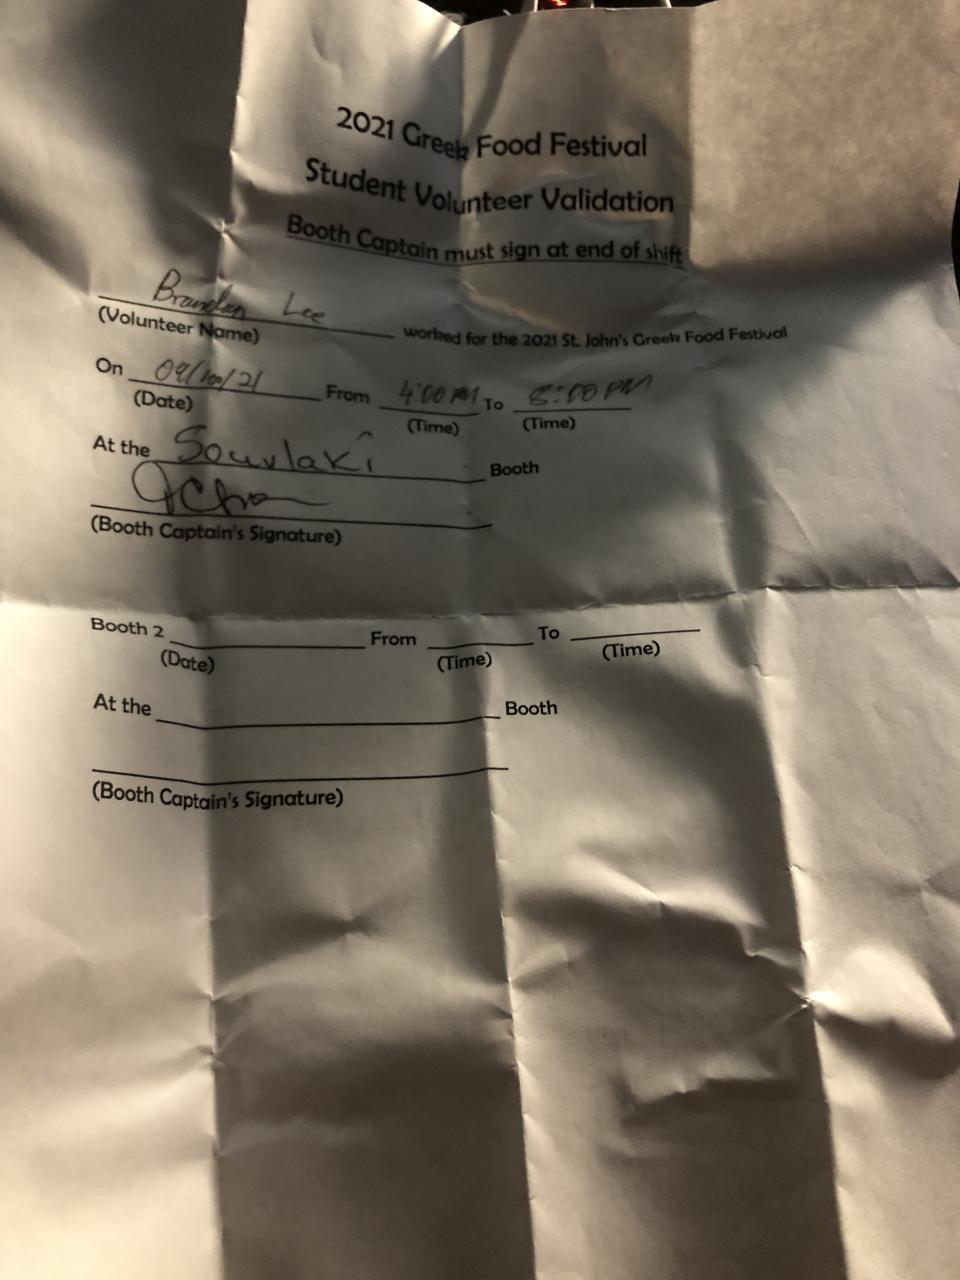 2021 Greek Food Festival
Student Volunteer Validation
Booth Captain must sign at end of shift
Brandon Lee worked for the 2021 St. John's Greek Food Festival
(Volunteer Name)
On 09/10/21 From 4:00 PM To 8:00 PM
(Date) (Time) (Time)
At the Souvlaki Booth
(Booth Captain's Signature)
Booth 2 From To
(Date) (Time) (Time)
At the Booth
(Booth Captain's Signature)